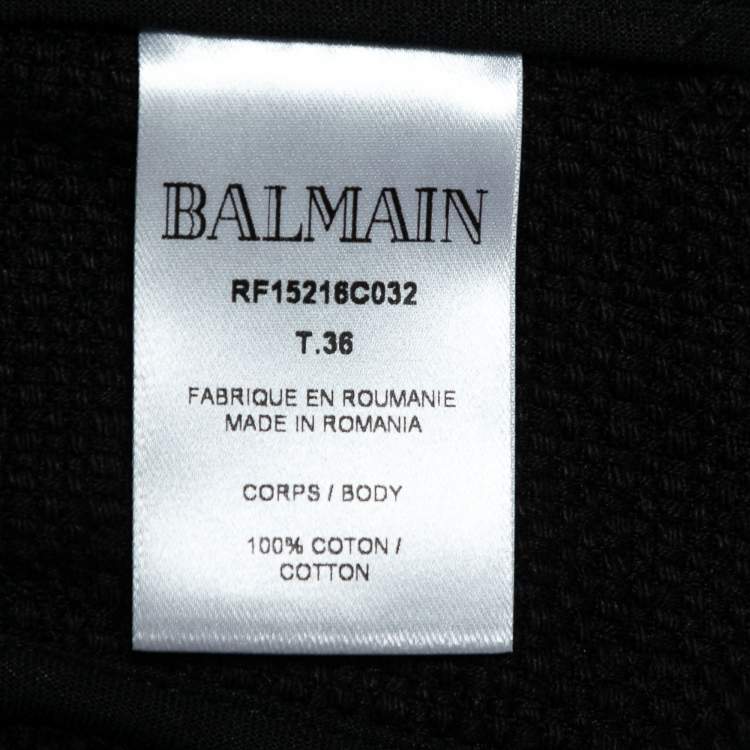 BALMAIN
RF15216C032
T.36
FABRIQUE EN ROUMANIE
MADE IN ROMANIA
CORPS / BODY
100% COTON /
COTTON